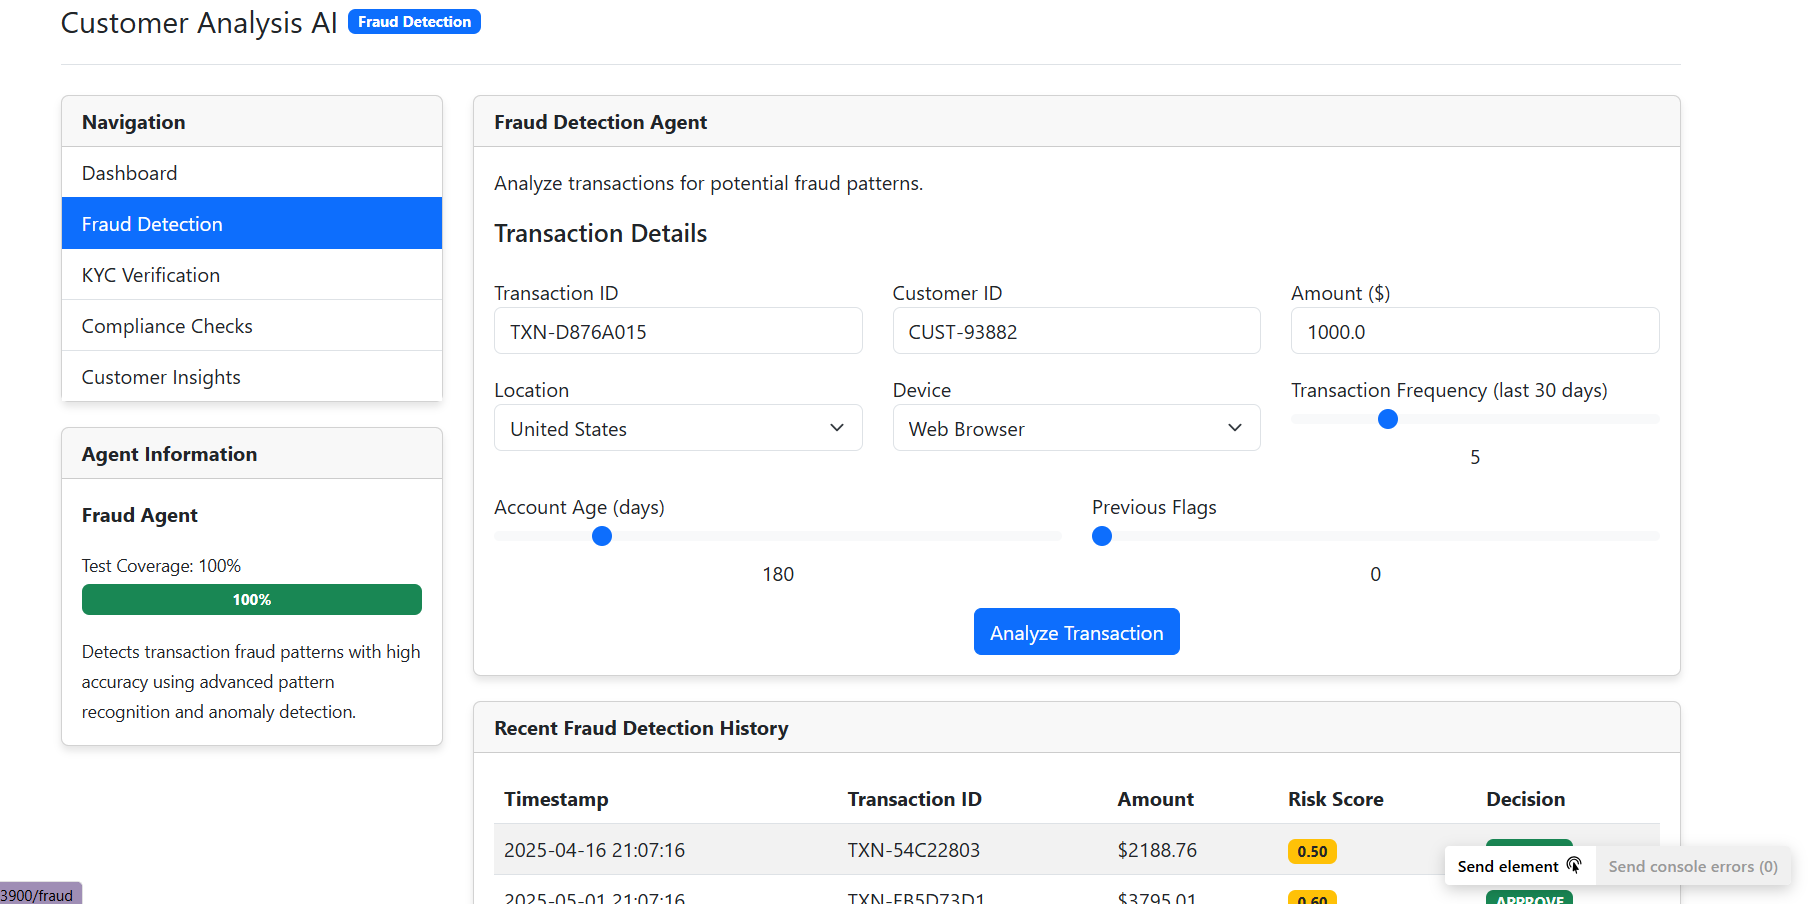 Customer Analysis AI Fraud Detection
Navigation
Dashboard
Fraud Detection
KYC Verification
Compliance Checks
Customer Insights
Agent Information
Fraud Agent
Test Coverage: 100%
100%
Detects transaction fraud patterns with high
accuracy using advanced pattern
recognition and anomaly detection.
Fraud Detection Agent
Analyze transactions for potential fraud patterns.
Transaction Details
Transaction ID Customer ID Amount ($)
TXN-D876A015 CUST-93882 1000.0
Location Device Transaction Frequency (last 30 days)
United States Web Browser
5
Account Age (days) Previous Flags
180 0
Analyze Transaction
Recent Fraud Detection History
Timestamp Transaction ID Amount Risk Score Decision
2025-04-16 21:07:16 TXN-54C22803 $2188.76 0.50
Send element Send console errors (0)
2025-05-01 21:07:16 TXN-FB5D73D1 $3795.01 0.60 APPROVE
3900/fraud